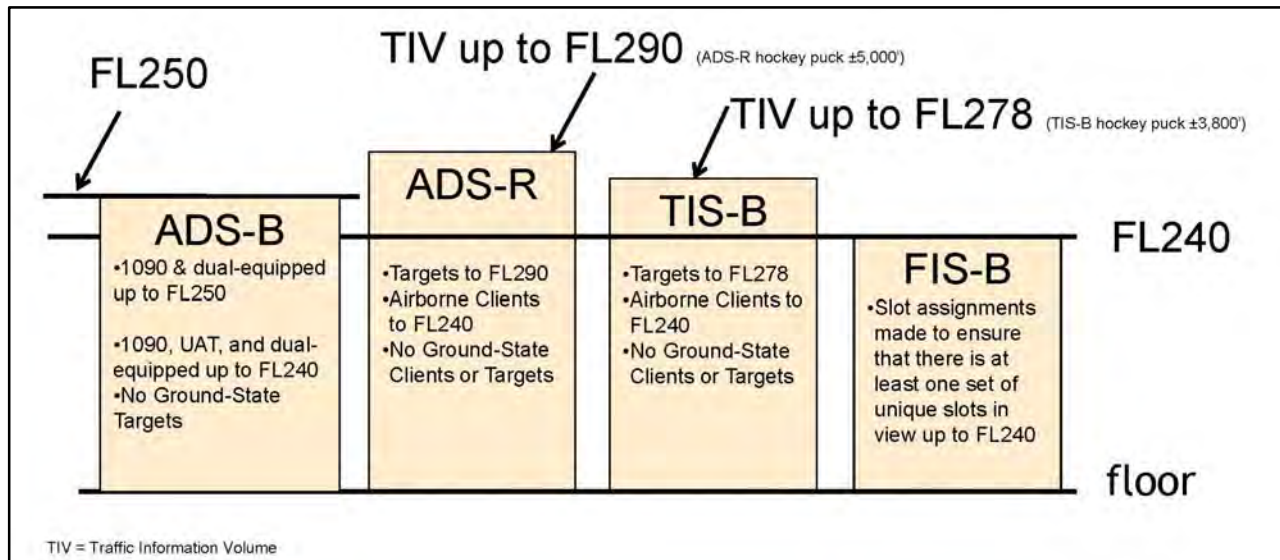 FL250
TIV up to FL290 (ADS-R hockey puck ±5,000')
TIV up to FL278 (TIS-B hockey puck ±3,800')
ADS-B
•1090 & dual-equipped
up to FL250
•1090, UAT, and dual-
equipped up to FL240
•No Ground-State
Targets
ADS-R
•Targets to FL290
•Airborne Clients
to FL240
•No Ground-State
Clients or Targets
TIS-B
•Targets to FL278
•Airborne Clients to
FL240
•No Ground-State
Clients or Targets
FL240
FIS-B
•Slot assignments
made to ensure
that there is at
least one set of
unique slots in
view up to FL240
floor
TIV = Traffic Information Volume